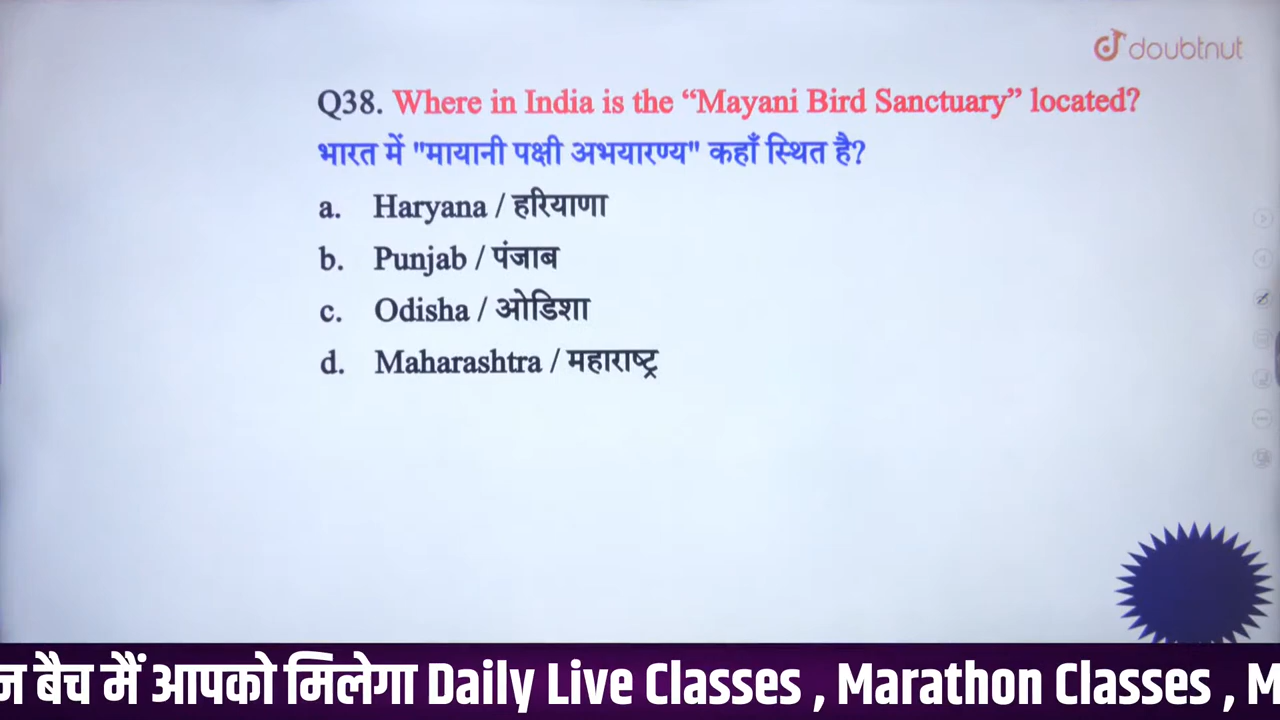 doubtnut
Q38. Where in India is the “Mayani Bird Sanctuary” located?
भारत में "मायानी पक्षी अभयारण्य" कहाँ स्थित है?
a. Haryana / हरियाणा
b. Punjab / पंजाब
c. Odisha / ओडिशा
d. Maharashtra / महाराष्ट्र
न बैच मैं आपको मिलेगा Daily Live Classes , Marathon Classes , M